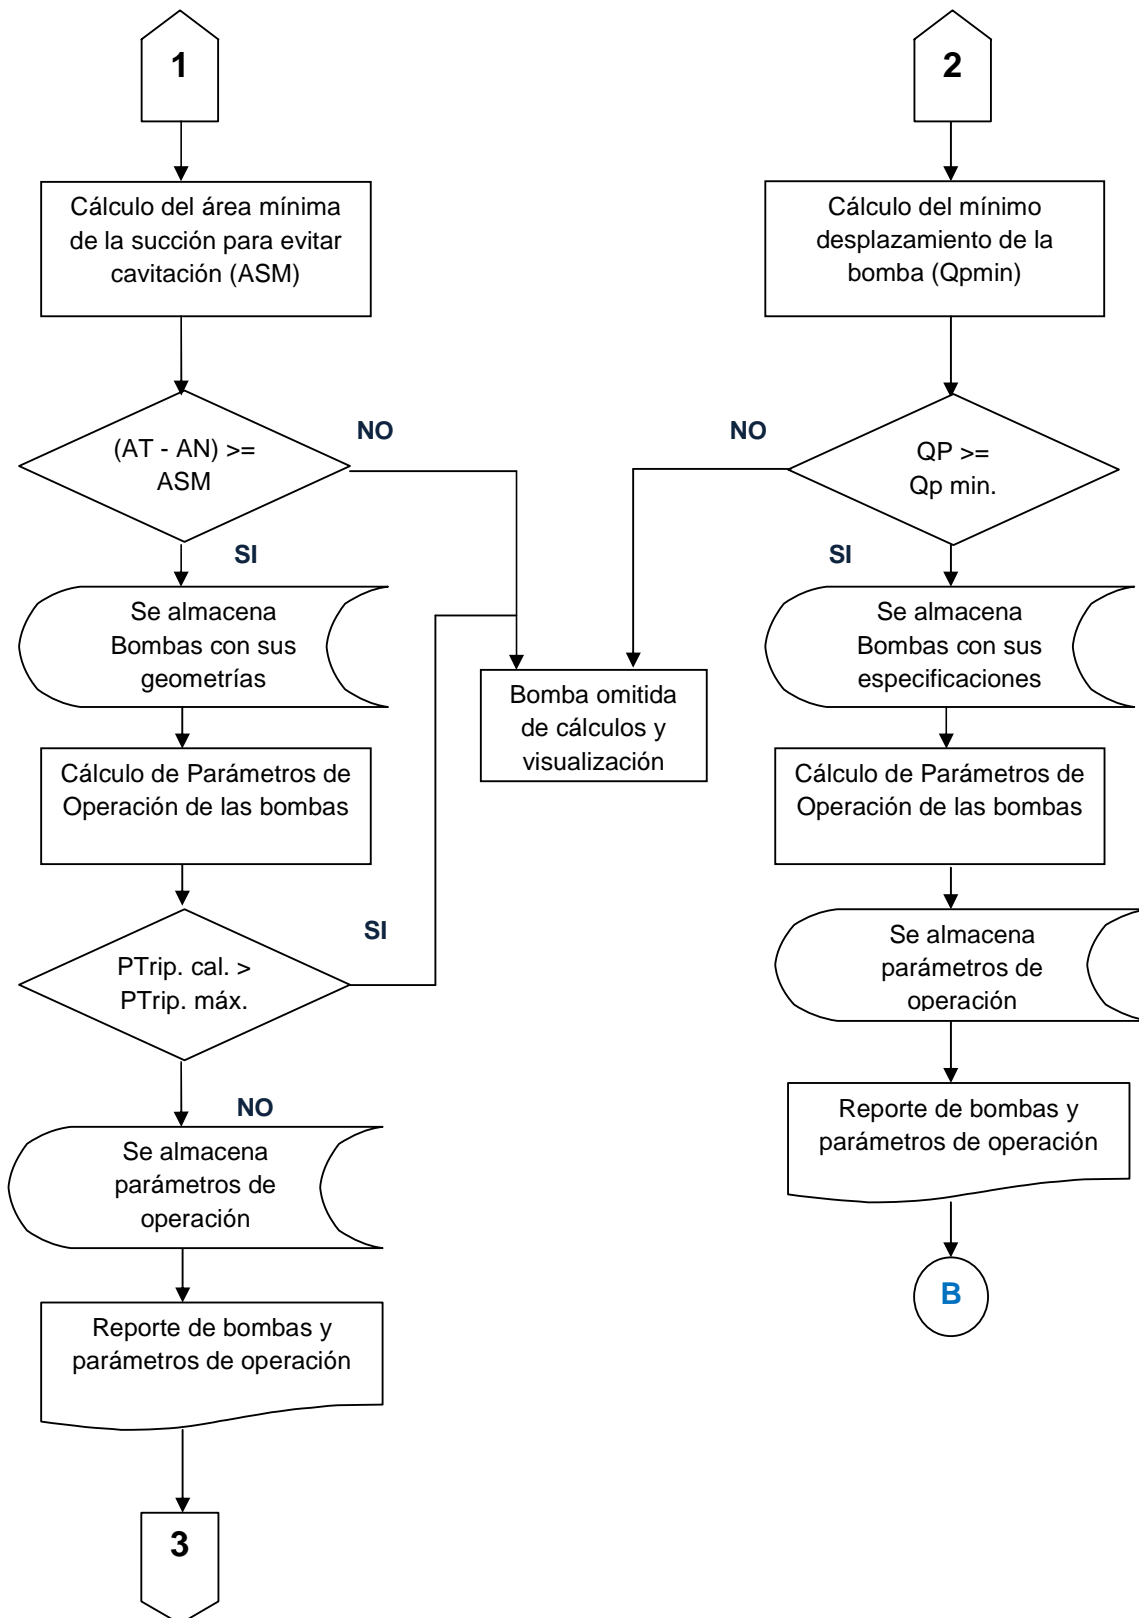 1
Cálculo del área mínima
de la succión para evitar
cavitación (ASM)
(AT - AN) >=
ASM
NO
SI
Se almacena
Bombas con sus
geometrías
Cálculo de Parámetros de
Operación de las bombas
PTrip. cal. >
PTrip. máx.
SI
NO
Se almacena
parámetros de
operación
Reporte de bombas y
parámetros de operación
3
Bomba omitida
de cálculos y
visualización
2
Cálculo del mínimo
desplazamiento de la
bomba (Qpmin)
QP >=
Qp min.
NO
SI
Se almacena
Bombas con sus
especificaciones
Cálculo de Parámetros de
Operación de las bombas
Se almacena
parámetros de
operación
Reporte de bombas y
parámetros de operación
B